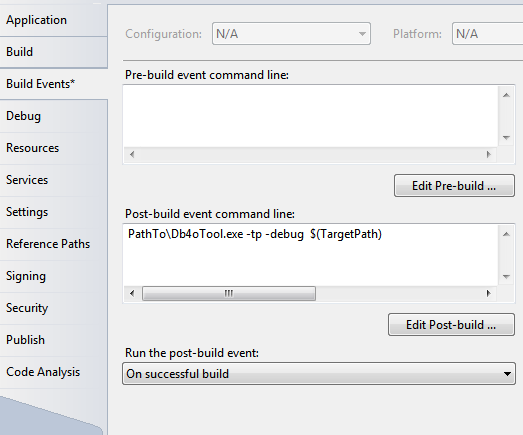 Application
Build
Build Events*
Debug
Resources
Services
Settings
Reference Paths
Signing
Security
Publish
Code Analysis
Configuration: N/A Platform: N/A
Pre-build event command line:
Edit Pre-build ...
Post-build event command line:
PathTo\Db4oTool.exe -tp -debug $(TargetPath)
Edit Post-build ...
Run the post-build event:
On successful build